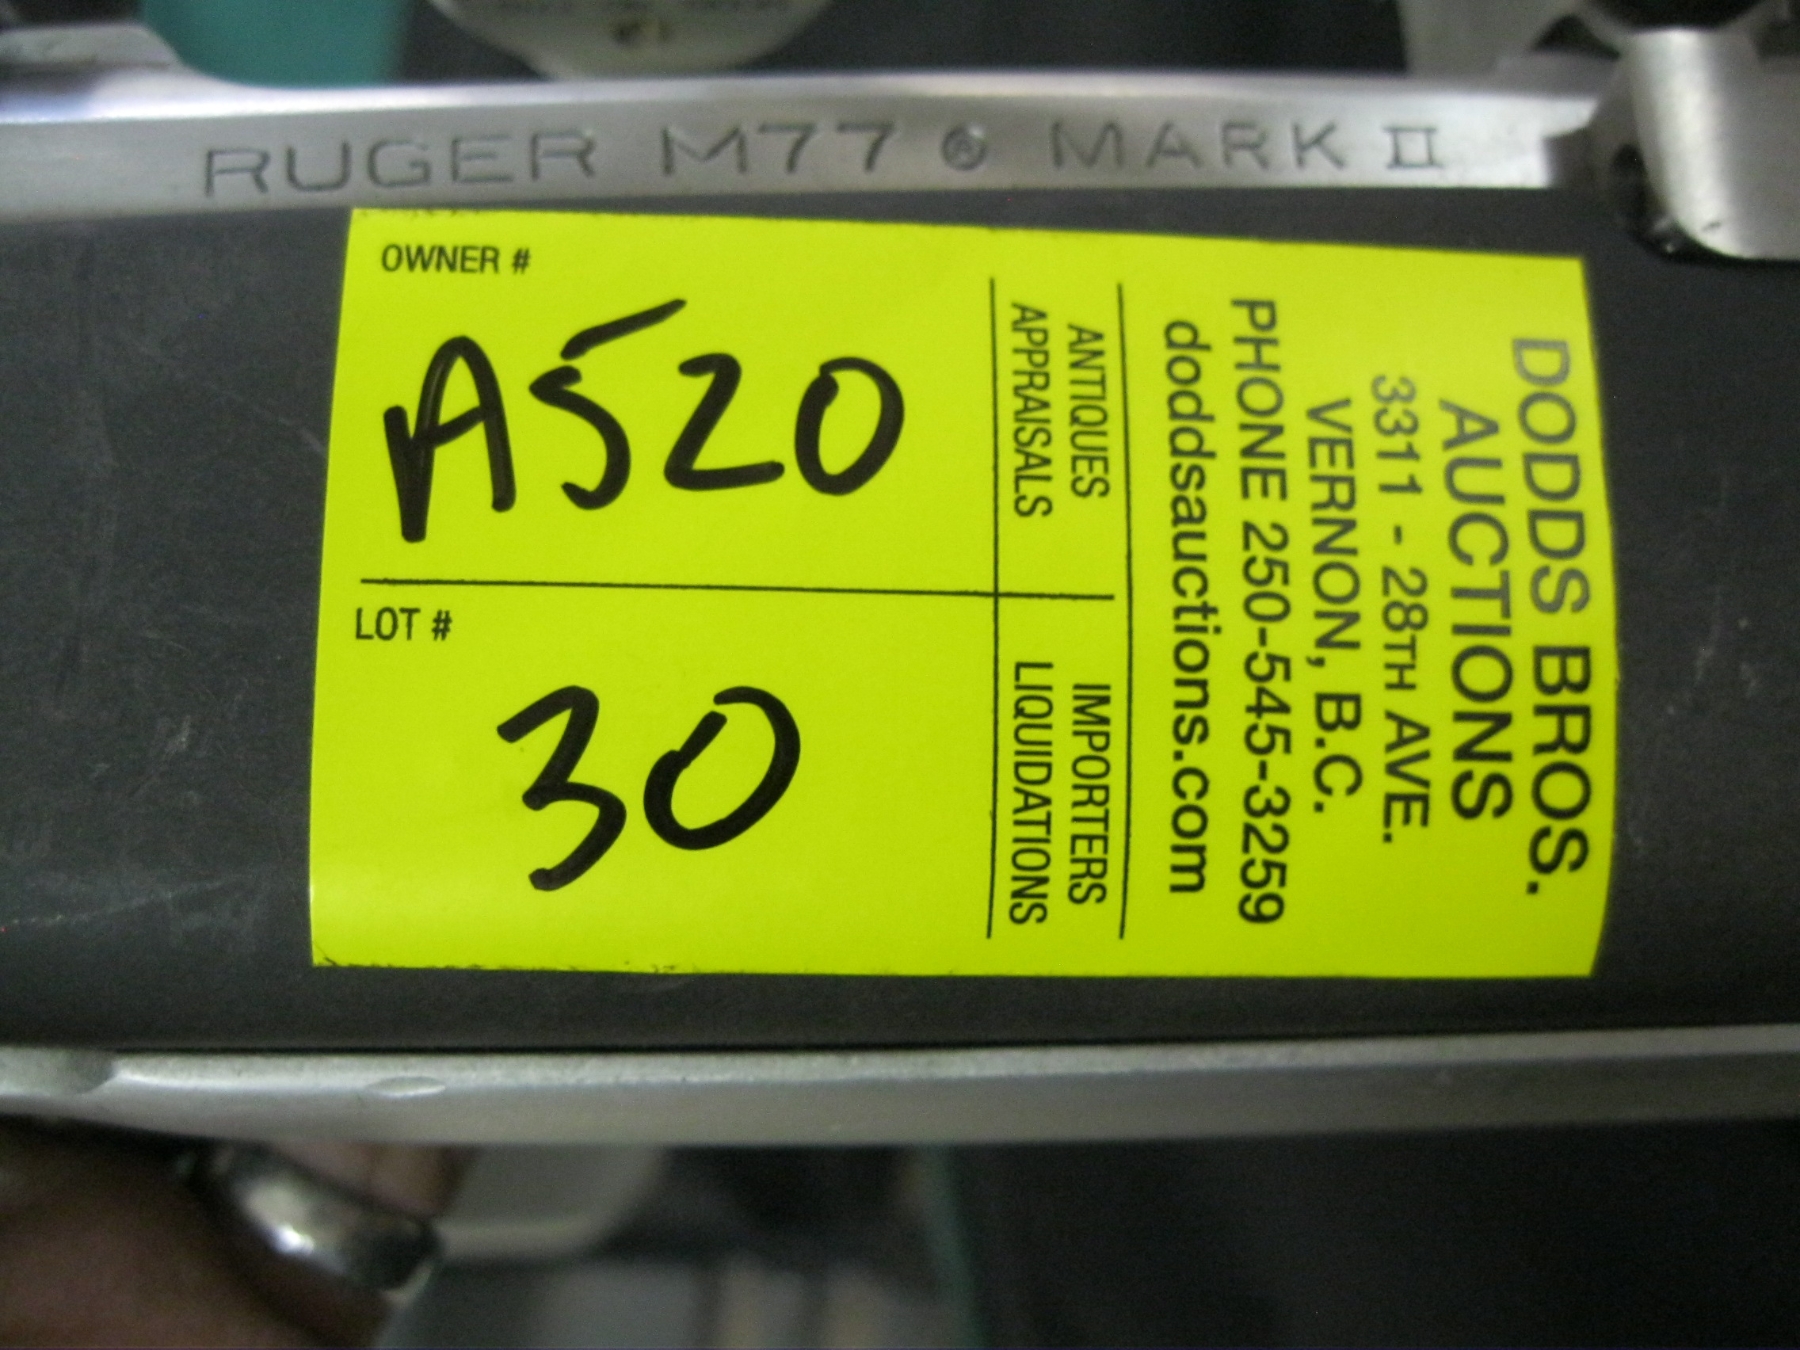 RUGER M77 ® MARK II
OWNER #
A520
LOT #
30
ANTIQUES
APPRAISALS
IMPORTERS
LIQUIDATIONS
DODDS BROS.
AUCTIONS
3311 - 28TH AVE.
VERNON, B.C.
PHONE 250-545-3259
doddsauctions.com